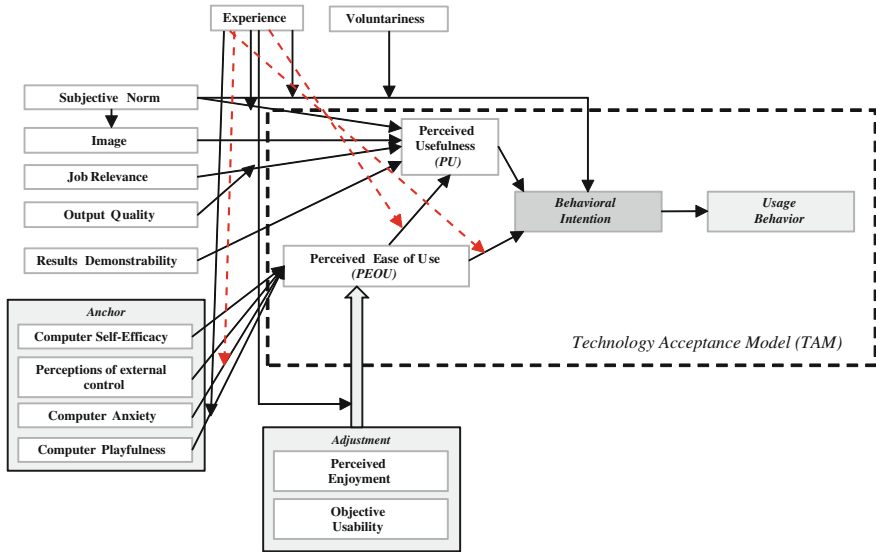 Experience
Voluntariness
Subjective Norm
Image
Job Relevance
Output Quality
Results Demonstrability
Perceived
Usefulness
(PU)
Behavioral
Intention
Usage
Behavior
Perceived Ease of Use
(PEOU)
Technology Acceptance Model (TAM)
Anchor
Computer Self-Efficacy
Perceptions of external
control
Computer Anxiety
Computer Playfulness
Adjustment
Perceived
Enjoyment
Objective
Usability